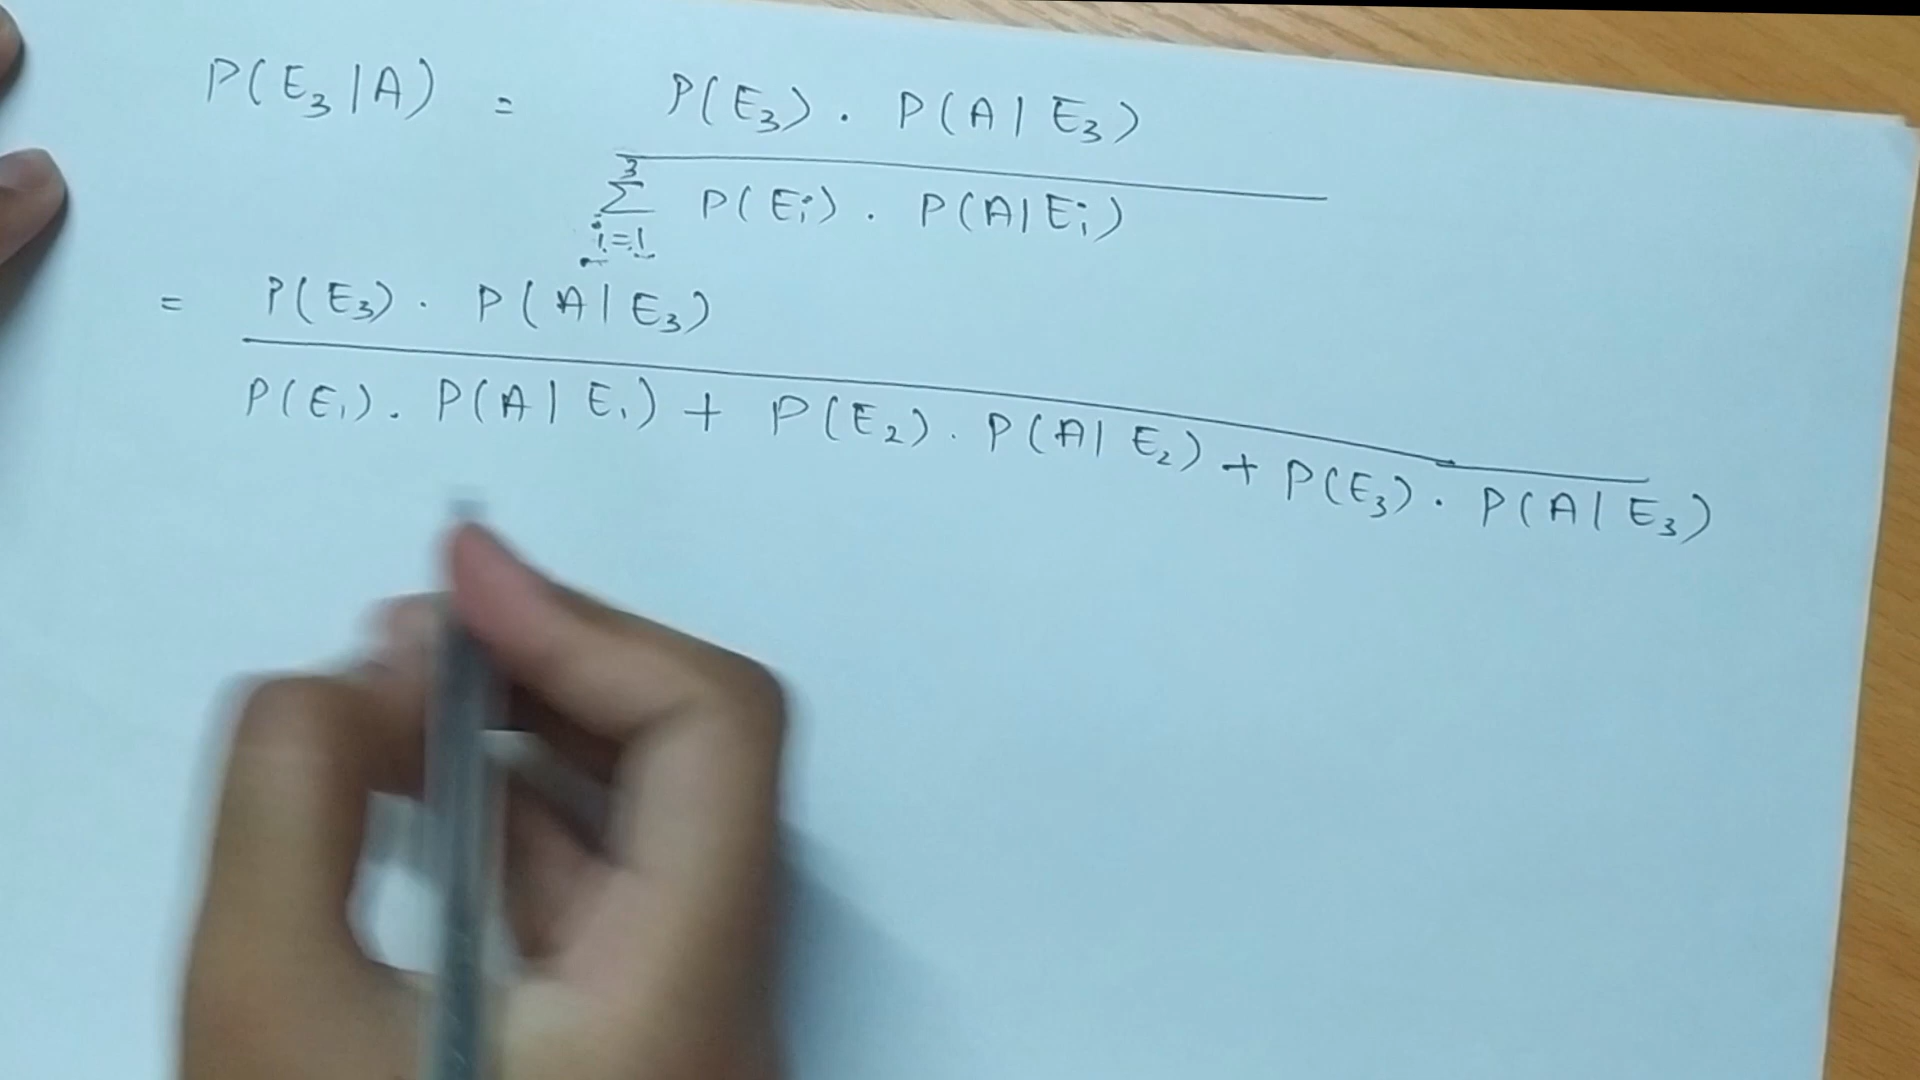 P(E₃|A) = P(E₃) . P(A|E₃)
3
Σ P(Eᵢ) . P(A|Eᵢ)
i=1
= P(E₃) . P(A|E₃)
P(E₁) . P(A|E₁) + P(E₂) . P(A|E₂) + P(E₃) . P(A|E₃)